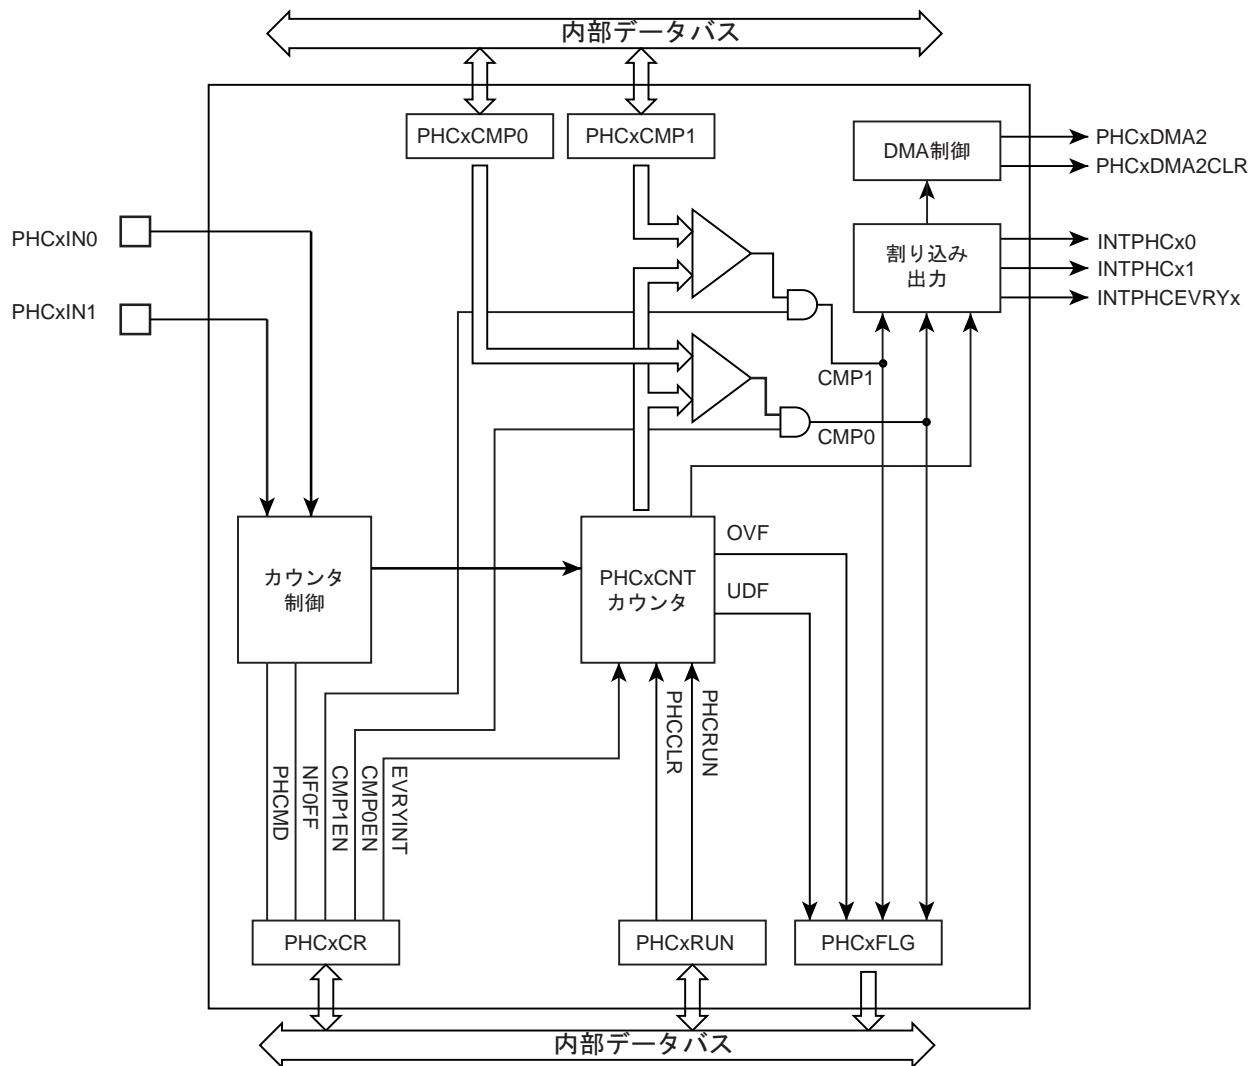 内部データバス
PHCxCMP0
PHCxCMP1
DMA制御
PHCxDMA2
PHCxDMA2CLR
PHCxIN0
割り込み
出力
INTPHCx0
INTPHCx1
INTPHCEVRYx
PHCxIN1
CMP1
CMP0
カウンタ
制御
PHCxCNT
カウンタ
OVF
UDF
PHCMD
NF0FF
CMP1EN
CMP0EN
EVRYINT
PHCCLR
PHCRUN
PHCxCR
PHCxRUN
PHCxFLG
内部データバス